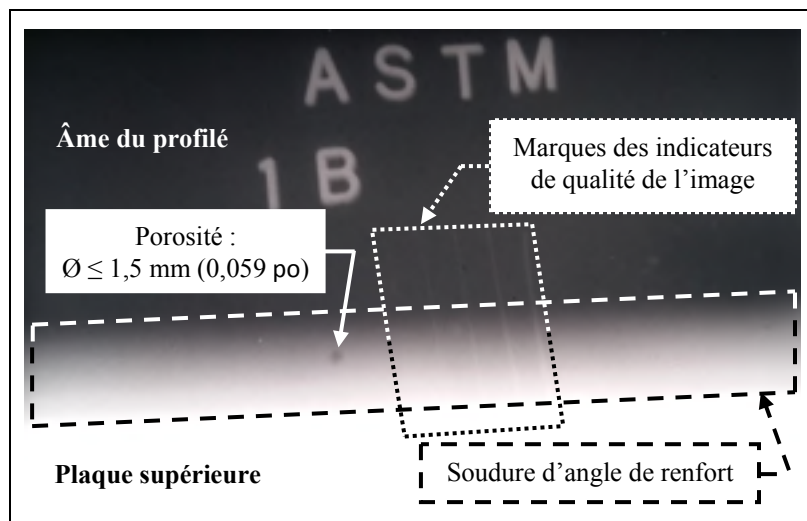 ASTM
Âme du profilé
Marques des indicateurs
de qualité de l’image
1B
Porosité :
Ø ≤ 1,5 mm (0,059 po)
Plaque supérieure
Soudure d’angle de renfort